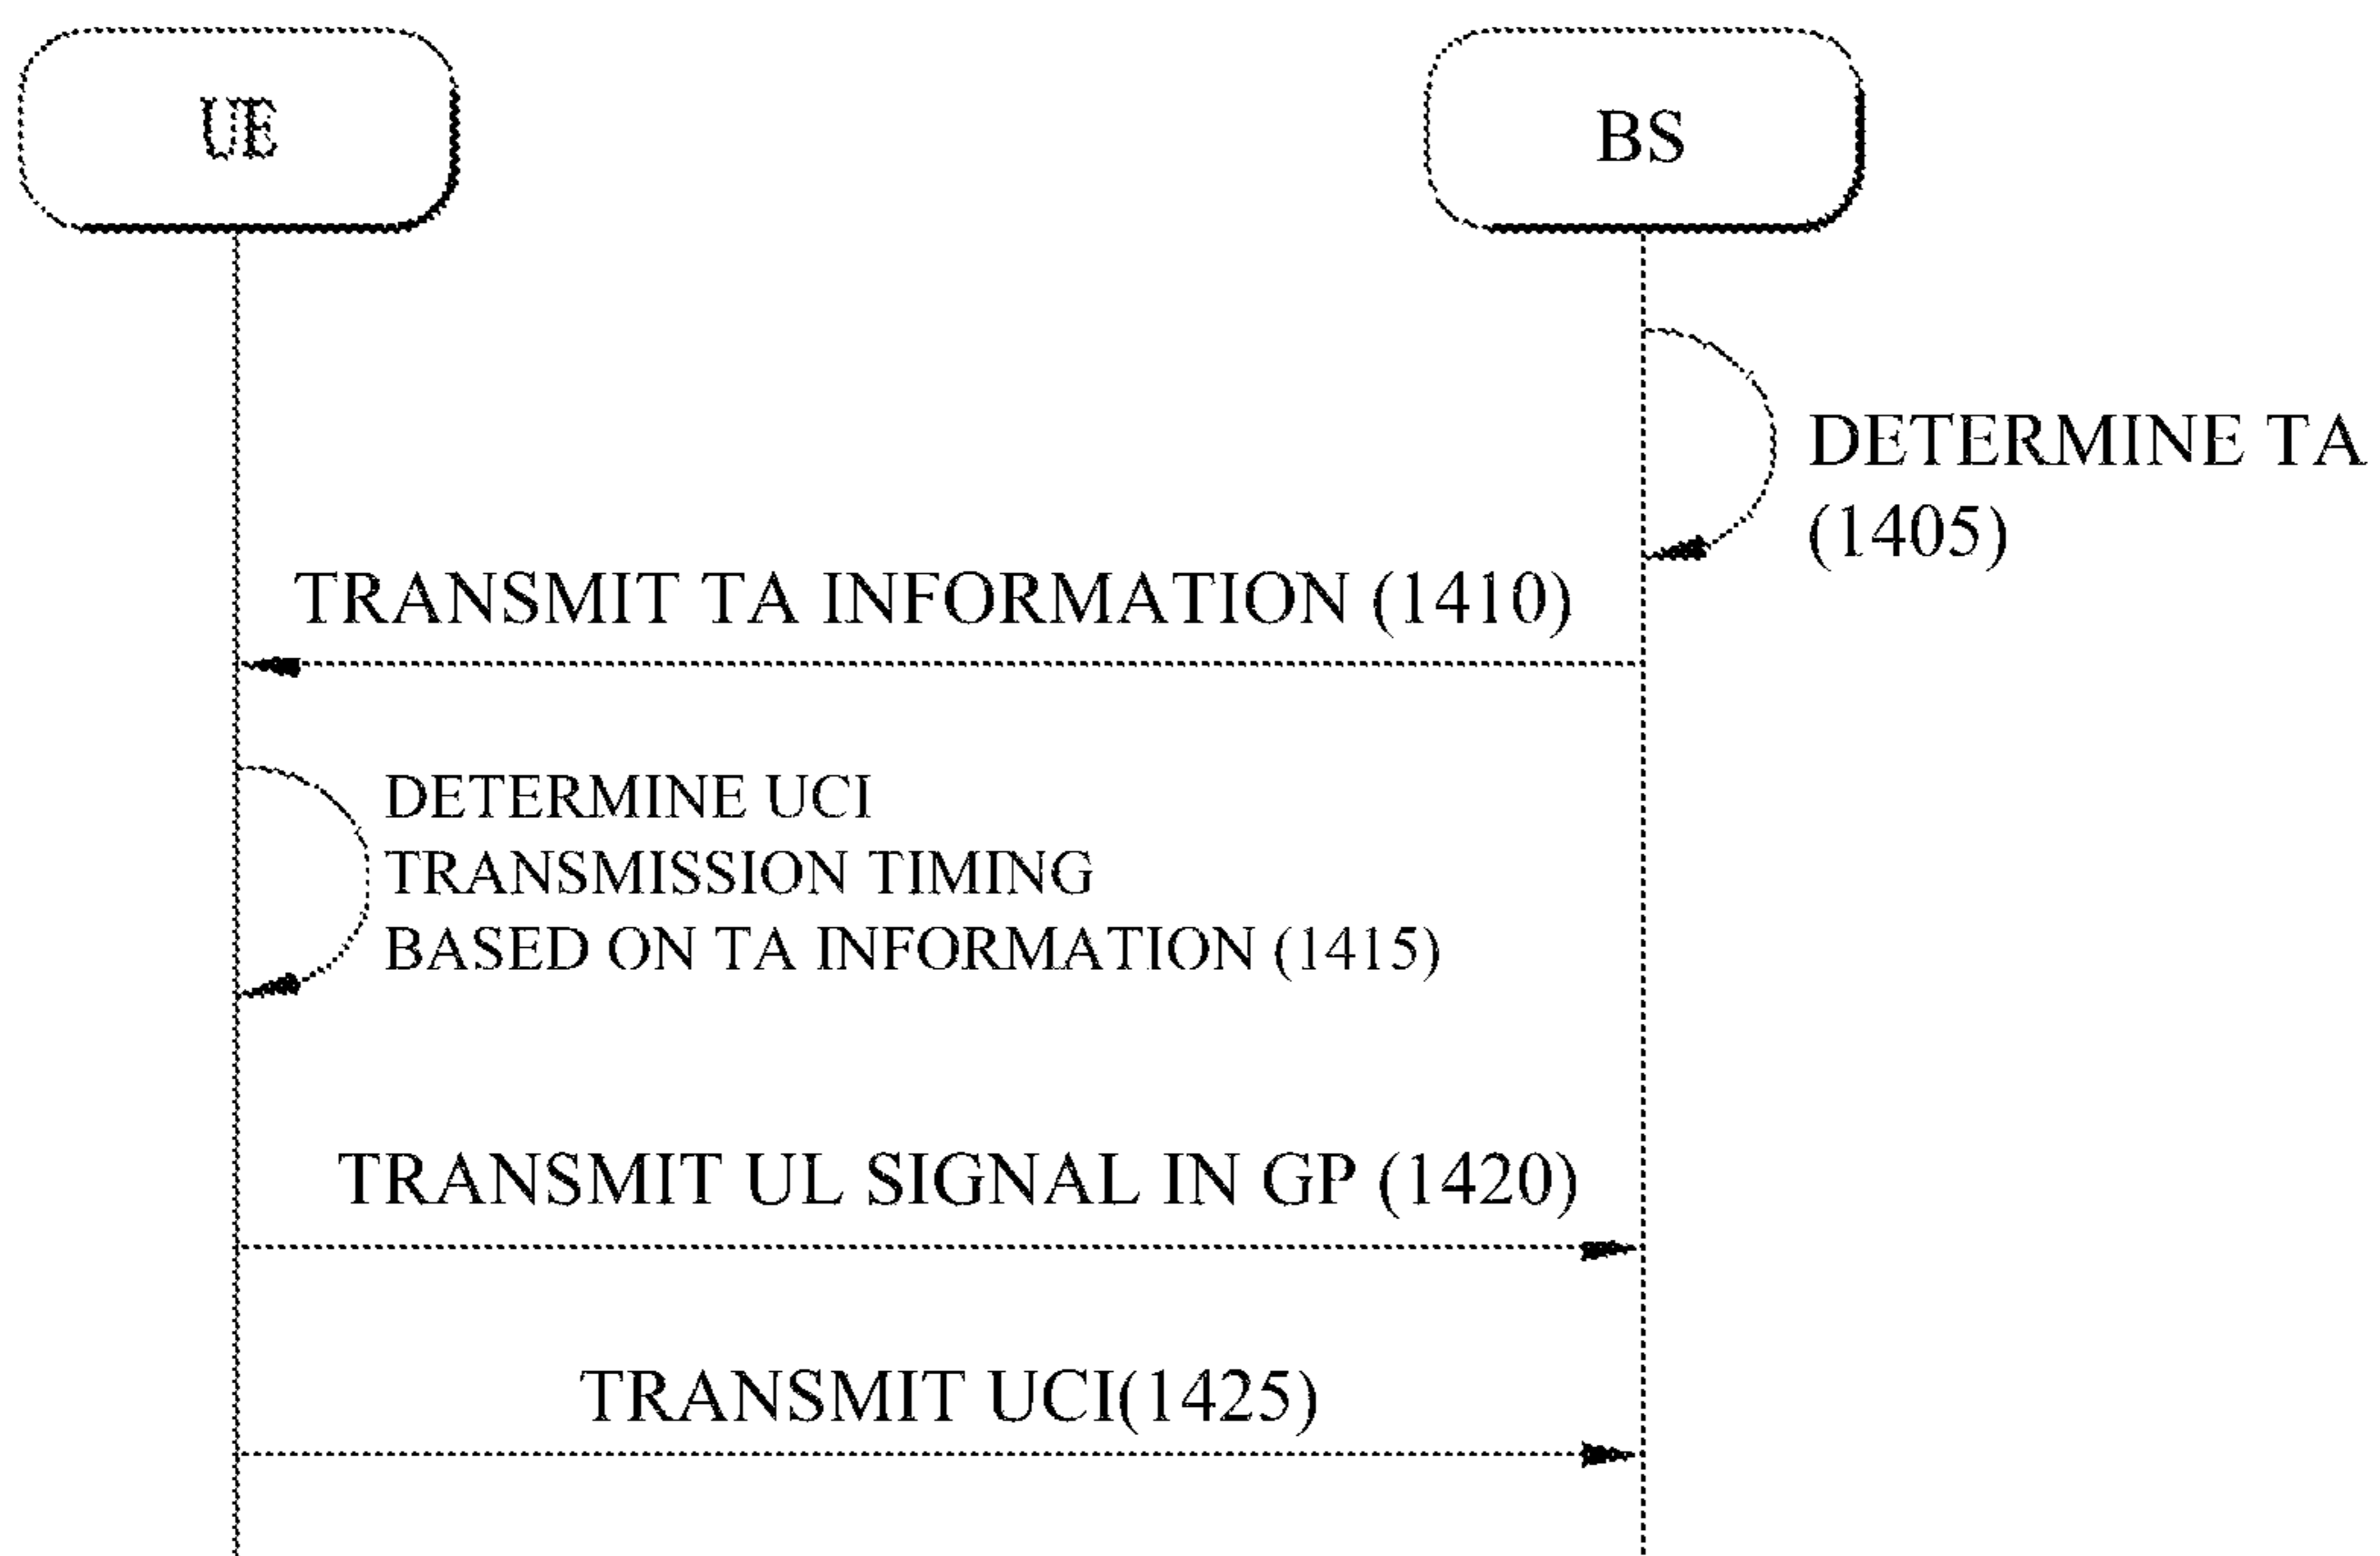 UE
BS
DETERMINE TA
(1405)
TRANSMIT TA INFORMATION (1410)
DETERMINE UCI
TRANSMISSION TIMING
BASED ON TA INFORMATION (1415)
TRANSMIT UL SIGNAL IN GP (1420)
TRANSMIT UCI(1425)